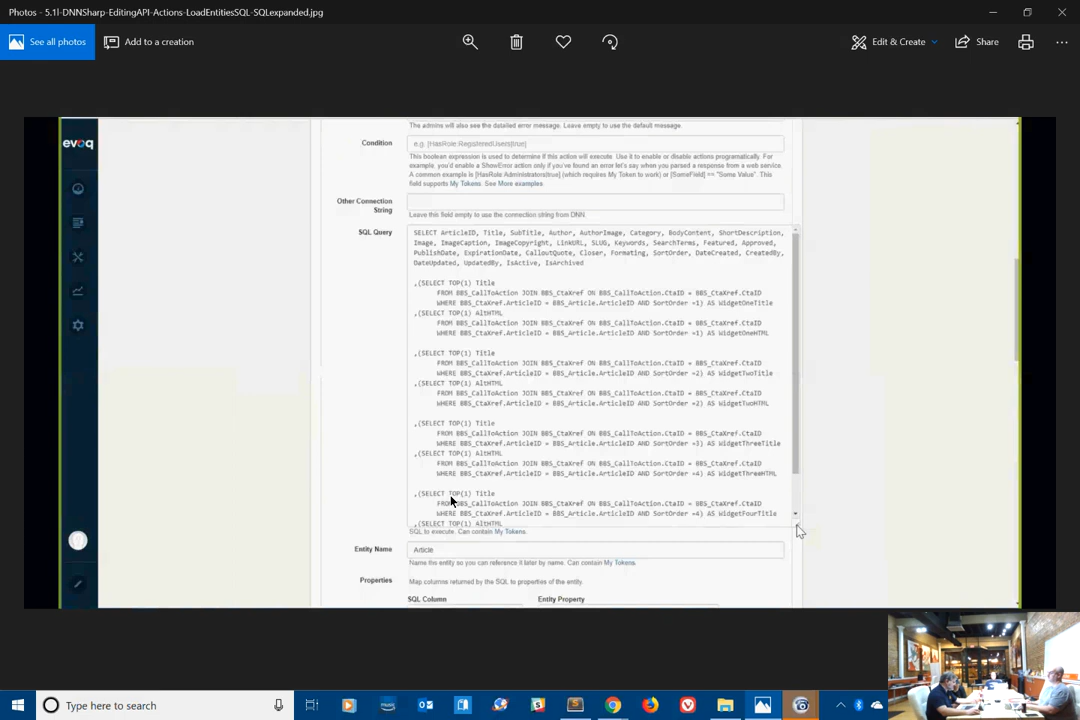 Photos - 5.1l-DNNSharp-EditingAPI-Actions-LoadEntitiesSQL-SQLexpanded.jpg
See all photos
Add to a creation
Edit & Create
Share
evoq
The admins will also see the detailed error message. Leave empty to use the default message.
Condition
e.g. [HasRole:RegisteredUsers|true]
This boolean expression is used to determine if this action will execute. Use it to enable or disable actions programatically. For
example, you'd enable a ShowError action only if you've found an error let's say when you parsed a response from a web service.
A common example is [HasRole:Administrators|true] (which requires My Token to work) or [SomeField] == "Some Value". This
field supports My Tokens. See More examples.
Other Connection
String
Leave this field empty to use the connection string from DNN.
SQL Query
SELECT ArticleID, Title, SubTitle, Author, AuthorImage, Category, BodyContent, ShortDescription,
Image, ImageCaption, ImageCopyright, LinkURL, SLUG, Keywords, SearchTerms, Featured, Approved,
PublishDate, ExpirationDate, CalloutQuote, Closer, Formating, SortOrder, DateCreated, CreatedBy,
DateUpdated, UpdatedBy, IsActive, IsArchived
,(SELECT TOP(1) Title
FROM BBS_CallToAction JOIN BBS_CtaXref ON BBS_CallToAction.CtaID = BBS_CtaXref.CtaID
WHERE BBS_CtaXref.ArticleID = BBS_Article.ArticleID AND SortOrder =1) AS WidgetOneTitle
,(SELECT TOP(1) AltHTML
FROM BBS_CallToAction JOIN BBS_CtaXref ON BBS_CallToAction.CtaID = BBS_CtaXref.CtaID
WHERE BBS_CtaXref.ArticleID = BBS_Article.ArticleID AND SortOrder =1) AS WidgetOneHTML
,(SELECT TOP(1) Title
FROM BBS_CallToAction JOIN BBS_CtaXref ON BBS_CallToAction.CtaID = BBS_CtaXref.CtaID
WHERE BBS_CtaXref.ArticleID = BBS_Article.ArticleID AND SortOrder =2) AS WidgetTwoTitle
,(SELECT TOP(1) AltHTML
FROM BBS_CallToAction JOIN BBS_CtaXref ON BBS_CallToAction.CtaID = BBS_CtaXref.CtaID
WHERE BBS_CtaXref.ArticleID = BBS_Article.ArticleID AND SortOrder =2) AS WidgetTwoHTML
,(SELECT TOP(1) Title
FROM BBS_CallToAction JOIN BBS_CtaXref ON BBS_CallToAction.CtaID = BBS_CtaXref.CtaID
WHERE BBS_CtaXref.ArticleID = BBS_Article.ArticleID AND SortOrder =3) AS WidgetThreeTitle
,(SELECT TOP(1) AltHTML
FROM BBS_CallToAction JOIN BBS_CtaXref ON BBS_CallToAction.CtaID = BBS_CtaXref.CtaID
WHERE BBS_CtaXref.ArticleID = BBS_Article.ArticleID AND SortOrder =4) AS WidgetThreeHTML
,(SELECT TOP(1) Title
FROM BBS_CallToAction JOIN BBS_CtaXref ON BBS_CallToAction.CtaID = BBS_CtaXref.CtaID
WHERE BBS_CtaXref.ArticleID = BBS_Article.ArticleID AND SortOrder =4) AS WidgetFourTitle
,(SELECT TOP(1) AltHTML
SQL to execute. Can contain My Tokens.
Entity Name
Article
Name the entity so you can reference it later by name. Can contain My Tokens.
Properties
Map columns returned by the SQL to properties of the entity.
SQL Column
Entity Property
Type here to search